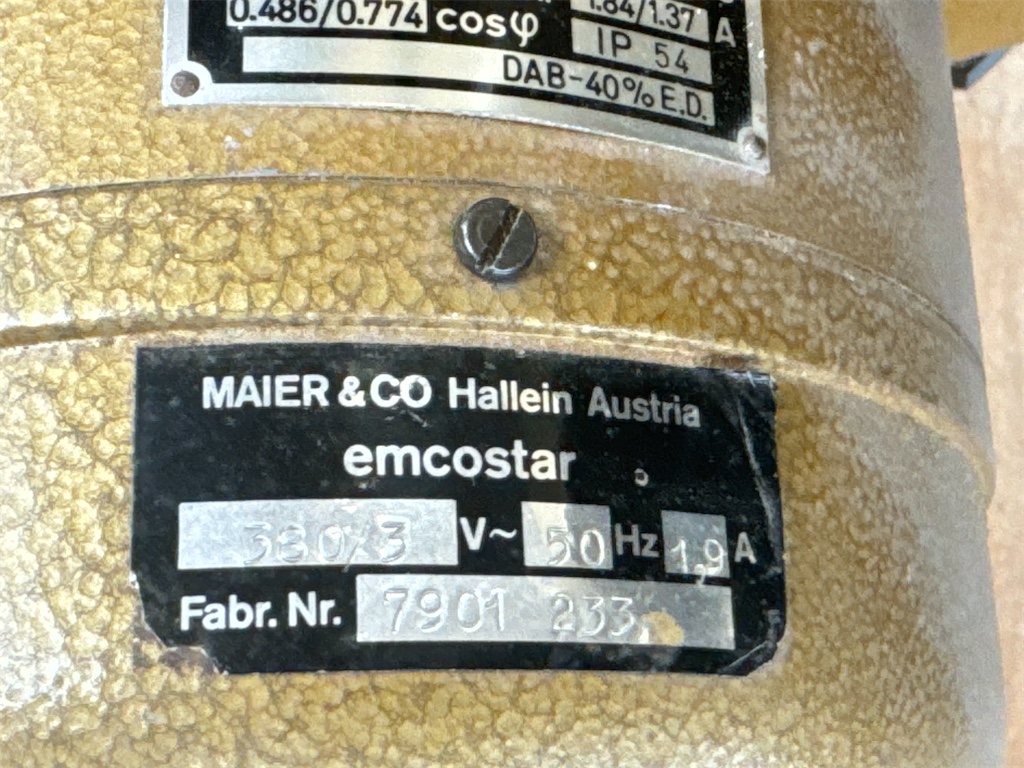 0.486/0.774 cosφ 1.84/1.37 A
IP 54
DAB-40% E.D.
MAIER & CO Hallein Austria
emcostar
380/3 V~ 50 Hz 1,9 A
Fabr. Nr. 7901 233